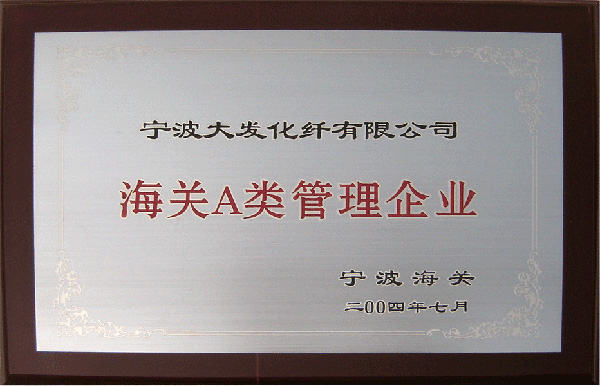 宁波大发化纤有限公司
海关A类管理企业
宁波海关
二00四年七月